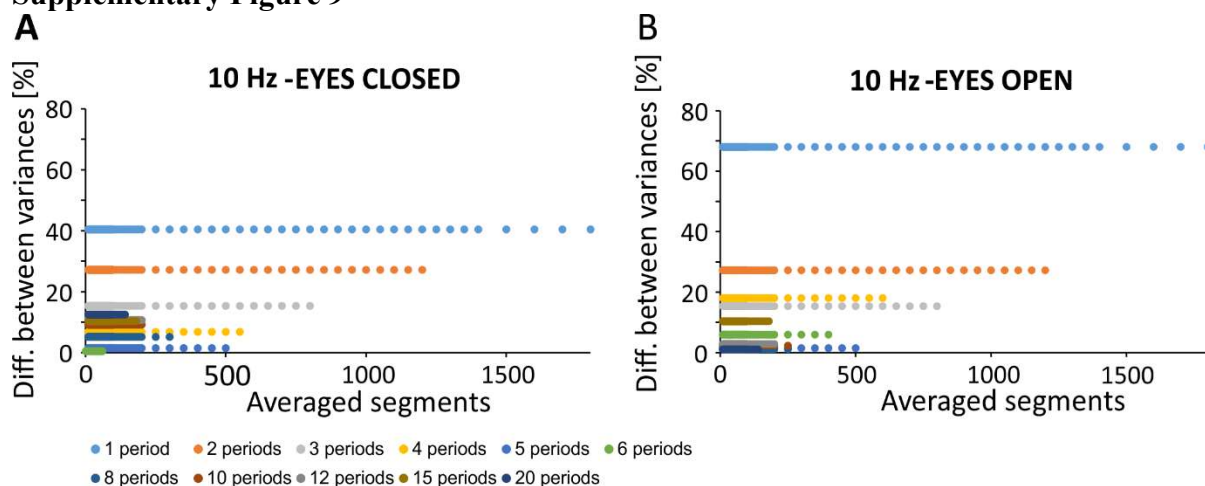 Supplementary Figure 9
A
B
10 Hz -EYES CLOSED
10 Hz -EYES OPEN
Diff. between variances [%]
80
60
40
20
0
0 500 1000 1500
Averaged segments
Diff. between variances [%]
80
60
40
20
0
0 500 1000 1500
Averaged segments
1 period 2 periods 3 periods 4 periods 5 periods 6 periods
8 periods 10 periods 12 periods 15 periods 20 periods